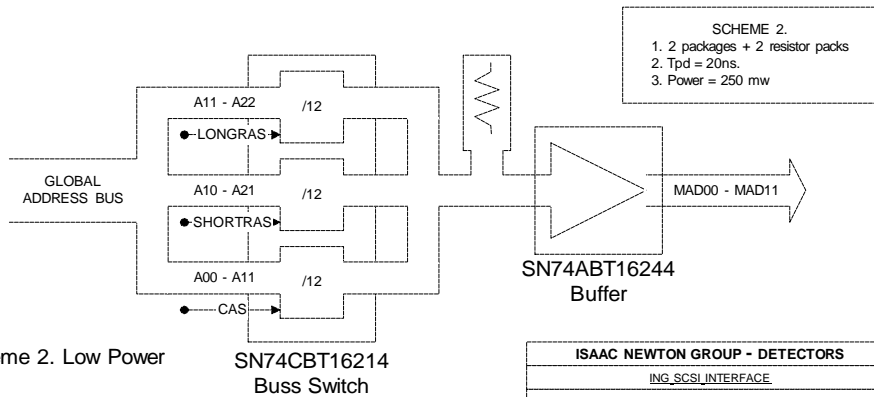 SCHEME 2.
1. 2 packages + 2 resistor packs
2. Tpd = 20ns.
3. Power = 250 mw
A11 - A22
/12
LONGRAS
GLOBAL
ADDRESS BUS
A10 - A21
/12
MAD00 - MAD11
SHORTRAS
A00 - A11
/12
CAS
SN74ABT16244
Buffer
eme 2. Low Power
SN74CBT16214
Buss Switch
ISAAC NEWTON GROUP - DETECTORS
ING_SCSI_INTERFACE